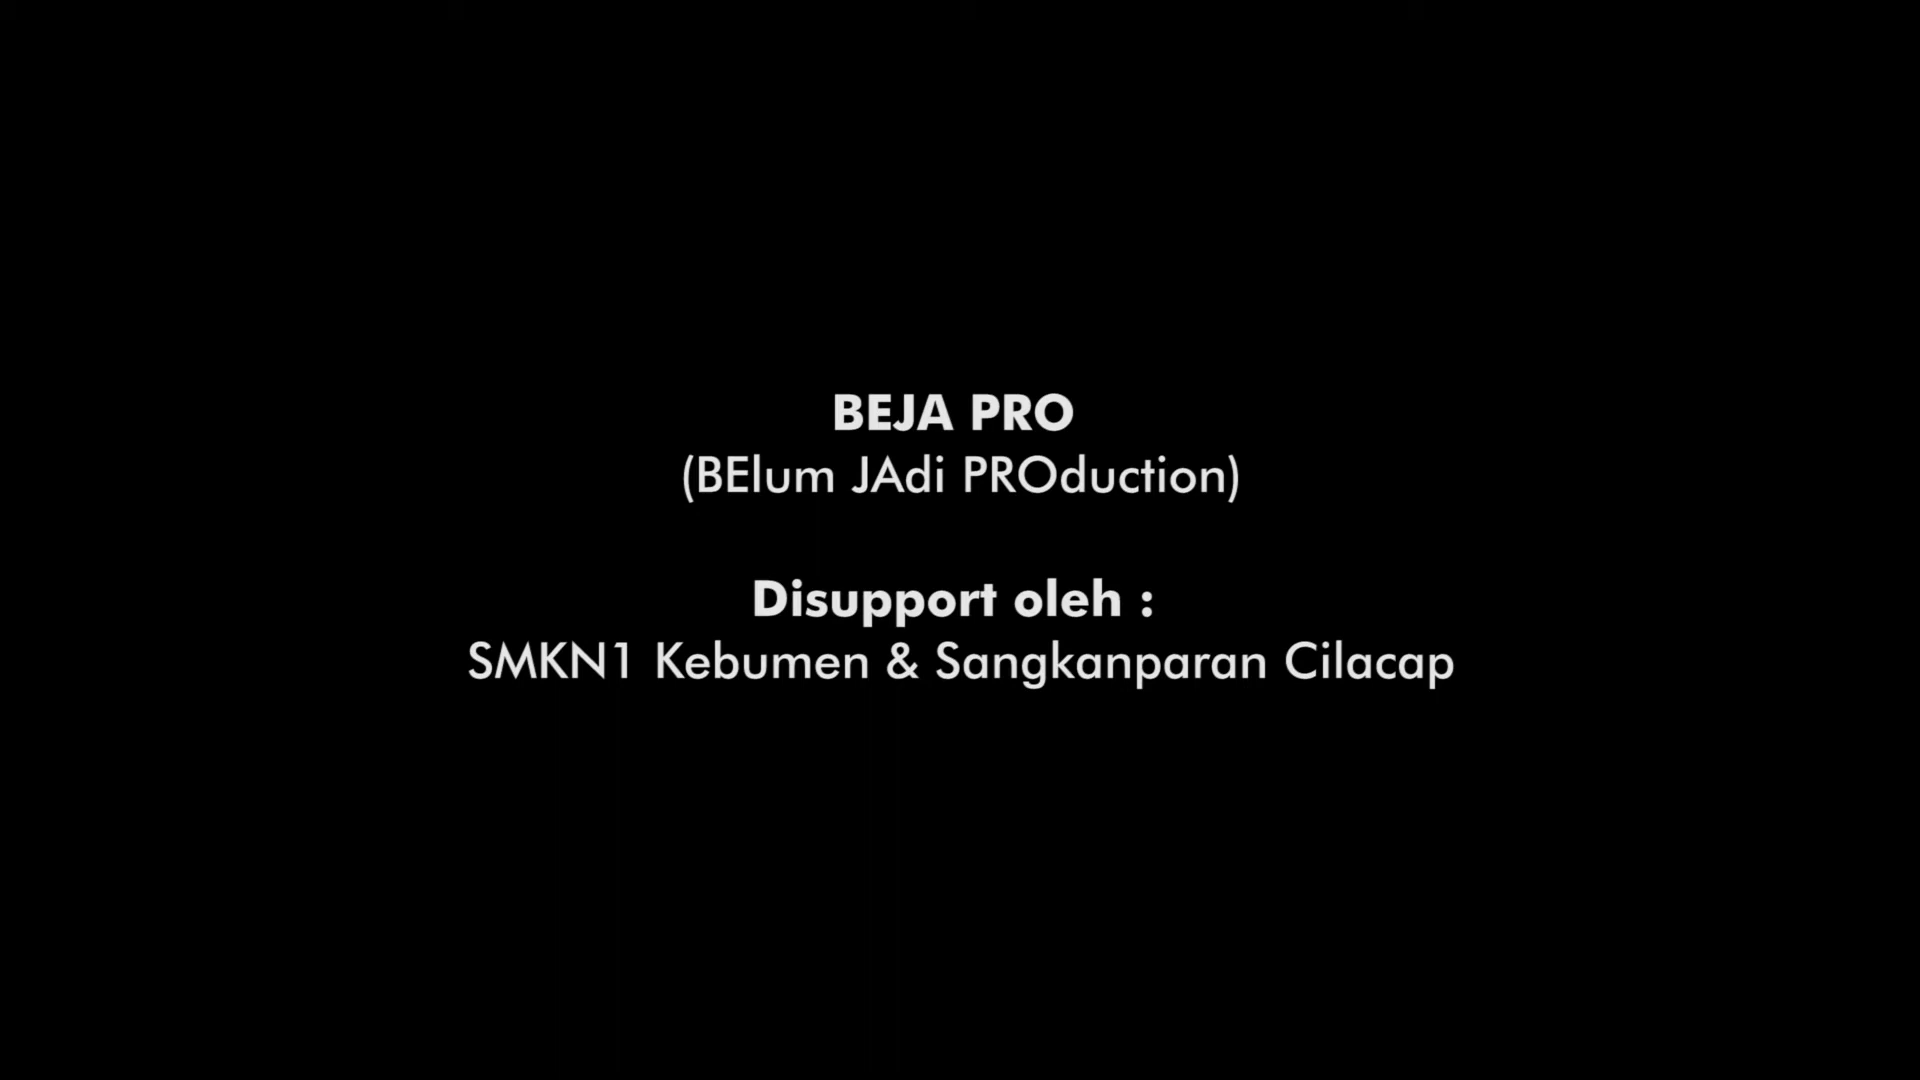 BEJA PRO
(BElum JAdi PROduction)
Disupport oleh :
SMKN1 Kebumen & Sangkanparan Cilacap